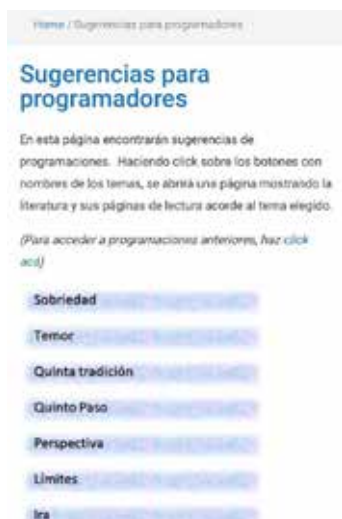 Home / Sugerencias para programadores
Sugerencias para
programadores
En esta página encontrarán sugerencias de
programaciones. Haciendo click sobre los botones con
nombres de los temas, se abrirá una página mostrando la
literatura y sus páginas de lectura acorde al tema elegido.
(Para acceder a programaciones anteriores, haz click
acá)
Sobriedad
Temor
Quinta tradición
Quinto Paso
Perspectiva
Límites
Ira